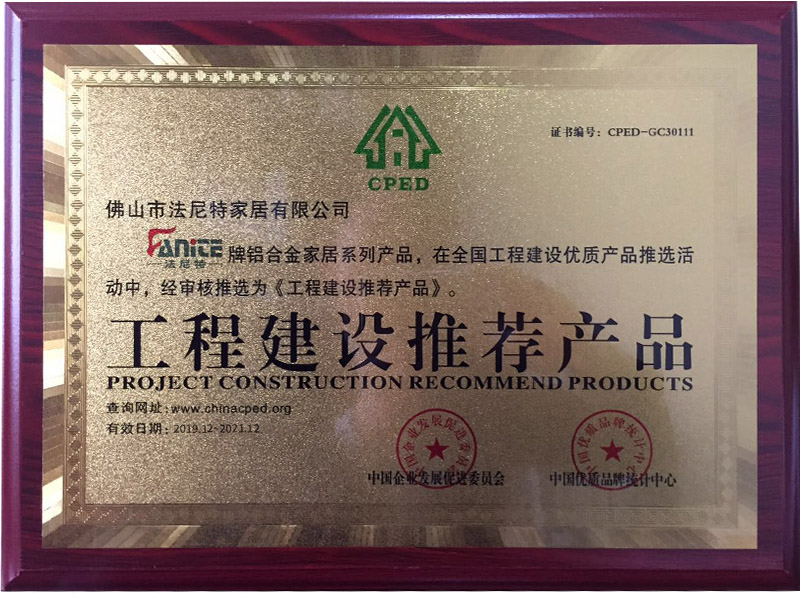 CPED
证书编号：CPED-GC30111
佛山市法尼特家居有限公司
FANITE 法尼特 牌铝合金家居系列产品，在全国工程建设优质产品推选活
动中，经审核推选为《工程建设推荐产品》。
工程建设推荐产品
PROJECT CONSTRUCTION RECOMMEND PRODUCTS
查询网址:www.chinacped.org
有效日期：2019.12-2021.12
中国企业发展促进委员会
中国优质品牌统计中心